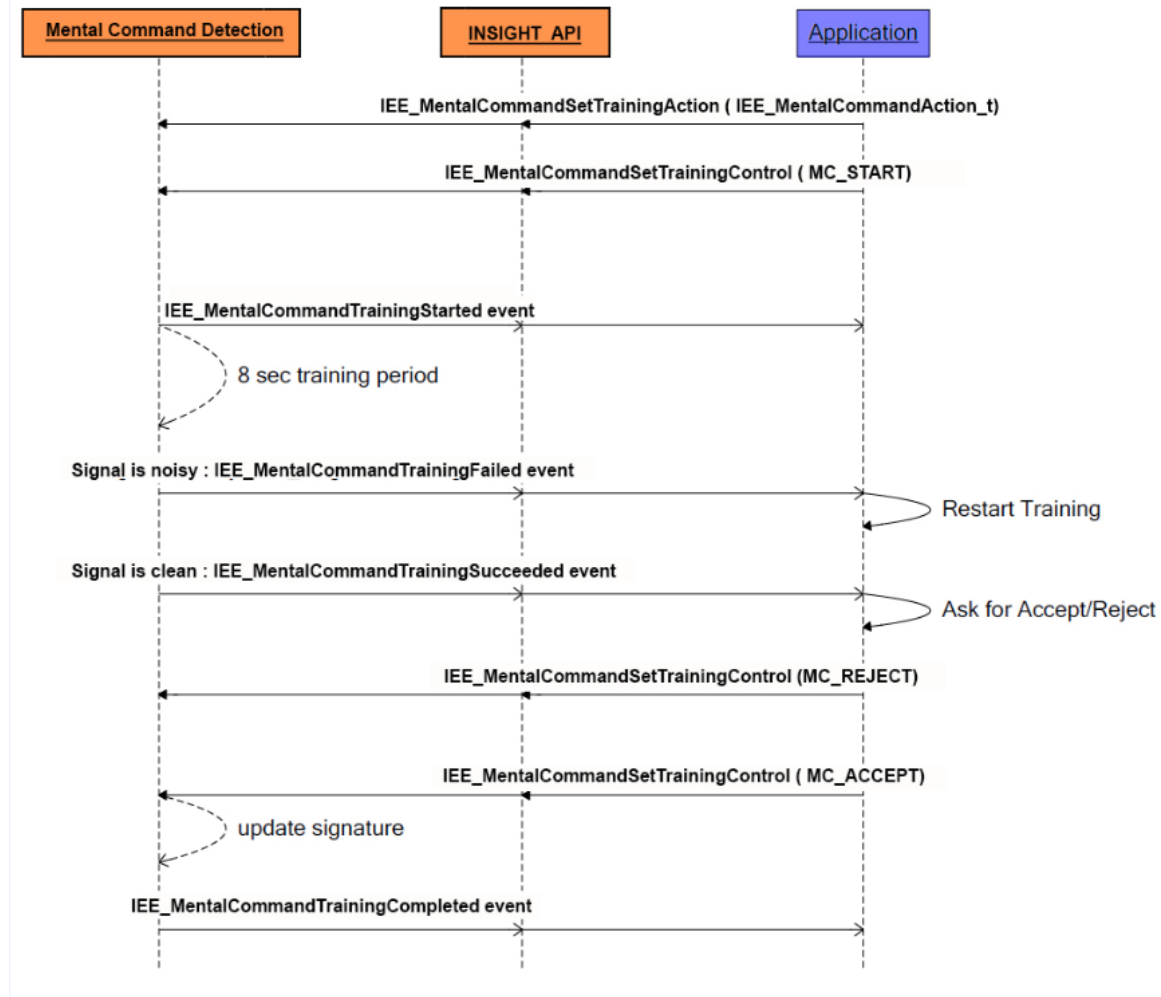 Mental Command Detection
INSIGHT API
Application
IEE_MentalCommandSetTrainingAction ( IEE_MentalCommandAction_t)
IEE_MentalCommandSetTrainingControl ( MC_START)
IEE_MentalCommandTrainingStarted event
8 sec training period
Signal is noisy : IEE_MentalCommandTrainingFailed event
Restart Training
Signal is clean : IEE_MentalCommandTrainingSucceeded event
Ask for Accept/Reject
IEE_MentalCommandSetTrainingControl (MC_REJECT)
IEE_MentalCommandSetTrainingControl ( MC_ACCEPT)
update signature
IEE_MentalCommandTrainingCompleted event